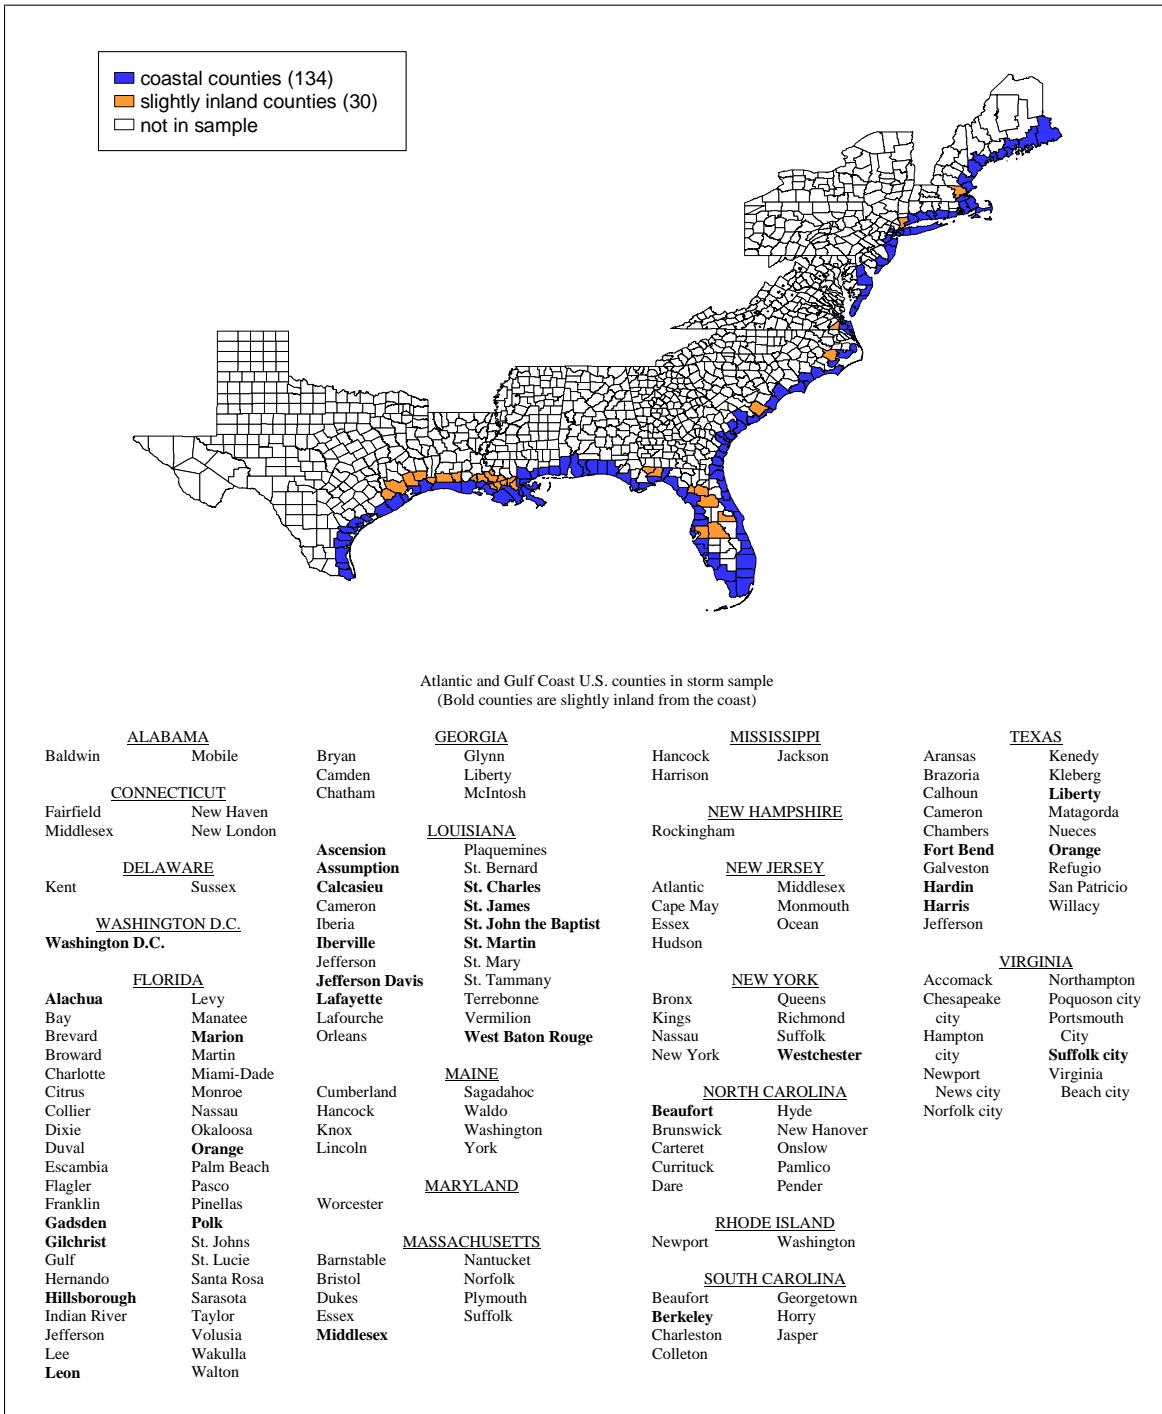 coastal counties (134)
slightly inland counties (30)
not in sample
Atlantic and Gulf Coast U.S. counties in storm sample
(Bold counties are slightly inland from the coast)
ALABAMA
Baldwin Mobile
CONNECTICUT
Fairfield New Haven
Middlesex New London
DELAWARE
Kent Sussex
WASHINGTON D.C.
Washington D.C.
FLORIDA
Alachua Levy
Bay Manatee
Brevard Marion
Broward Martin
Charlotte Miami-Dade
Citrus Monroe
Collier Nassau
Dixie Okaloosa
Duval Orange
Escambia Palm Beach
Flagler Pasco
Franklin Pinellas
Gadsden Polk
Gilchrist St. Johns
Gulf St. Lucie
Hernando Santa Rosa
Hillsborough Sarasota
Indian River Taylor
Jefferson Volusia
Lee Wakulla
Leon Walton
GEORGIA
Bryan Glynn
Camden Liberty
Chatham McIntosh
LOUISIANA
Ascension Plaquemines
Assumption St. Bernard
Calcasieu St. Charles
Cameron St. James
Iberia St. John the Baptist
Iberville St. Martin
Jefferson St. Mary
Jefferson Davis St. Tammany
Lafayette Terrebonne
Lafourche Vermilion
Orleans West Baton Rouge
MAINE
Cumberland Sagadahoc
Hancock Waldo
Knox Washington
Lincoln York
MARYLAND
Worcester
MASSACHUSETTS
Barnstable Nantucket
Bristol Norfolk
Dukes Plymouth
Essex Suffolk
Middlesex
MISSISSIPPI
Hancock Jackson
Harrison
NEW HAMPSHIRE
Rockingham
NEW JERSEY
Atlantic Middlesex
Cape May Monmouth
Essex Ocean
Hudson
NEW YORK
Bronx Queens
Kings Richmond
Nassau Suffolk
New York Westchester
NORTH CAROLINA
Beaufort Hyde
Brunswick New Hanover
Carteret Onslow
Currituck Pamlico
Dare Pender
RHODE ISLAND
Newport Washington
SOUTH CAROLINA
Beaufort Georgetown
Berkeley Horry
Charleston Jasper
Colleton
TEXAS
Aransas Kenedy
Brazoria Kleberg
Calhoun Liberty
Cameron Matagorda
Chambers Nueces
Fort Bend Orange
Galveston Refugio
Hardin San Patricio
Harris Willacy
Jefferson
VIRGINIA
Accomack Northampton
Chesapeake Poquoson city
city Portsmouth
Hampton City
city Suffolk city
Newport Virginia
News city Beach city
Norfolk city